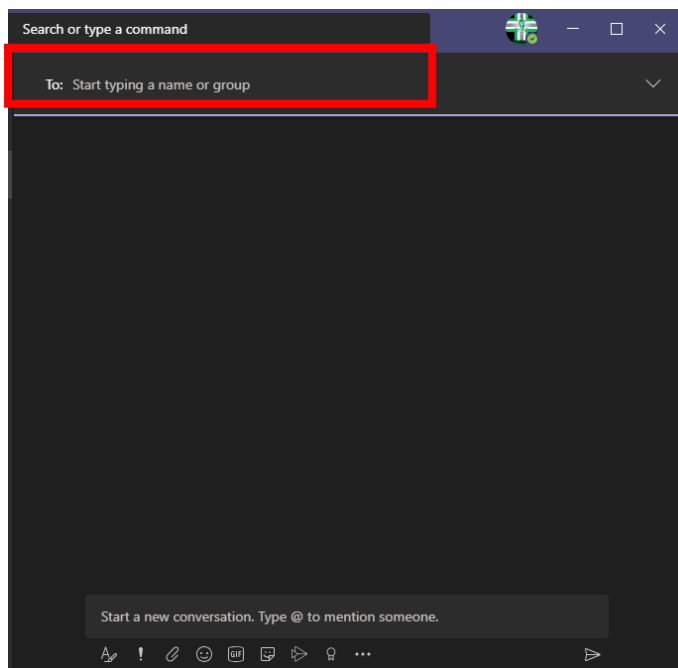 Search or type a command
To: Start typing a name or group
Start a new conversation. Type @ to mention someone.
GIF